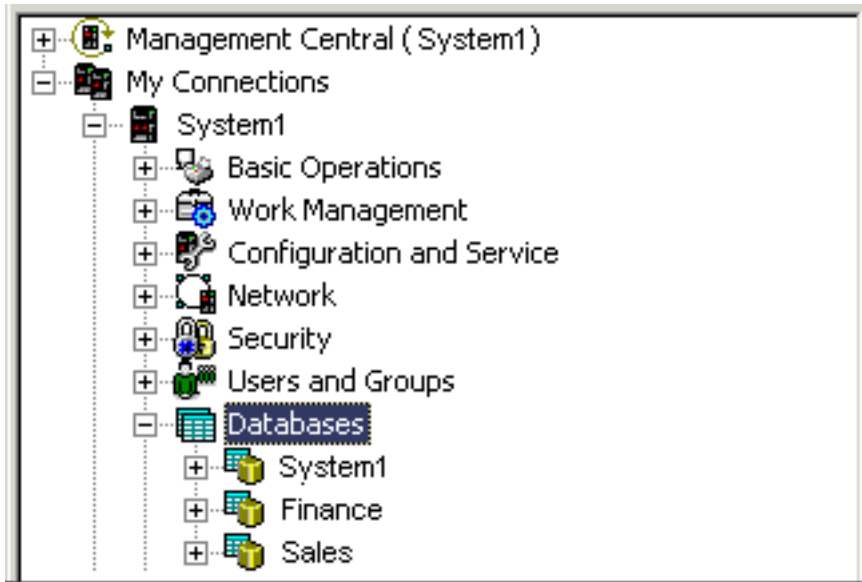 Management Central ( System1)
My Connections
System1
Basic Operations
Work Management
Configuration and Service
Network
Security
Users and Groups
Databases
System1
Finance
Sales